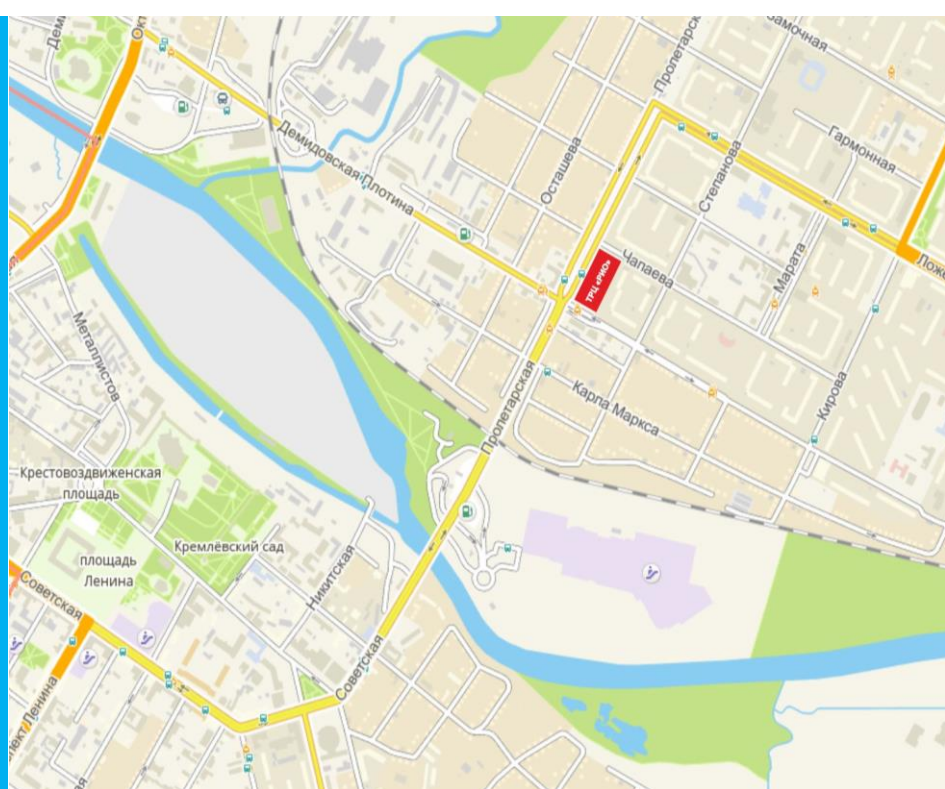 Пролетарск
Замочная
Гармонная
Демидовская Плотина
Осташева
Степанова
Чапаева
Марата
Ложе
ТРЦ «РИО»
Металлистов
Карла Маркса
Кирова
Пролетарская
Крестовоздвиженская
площадь
Кремлёвский сад
площадь
Ленина
Никитская
Советская
Советская
пект Ленина